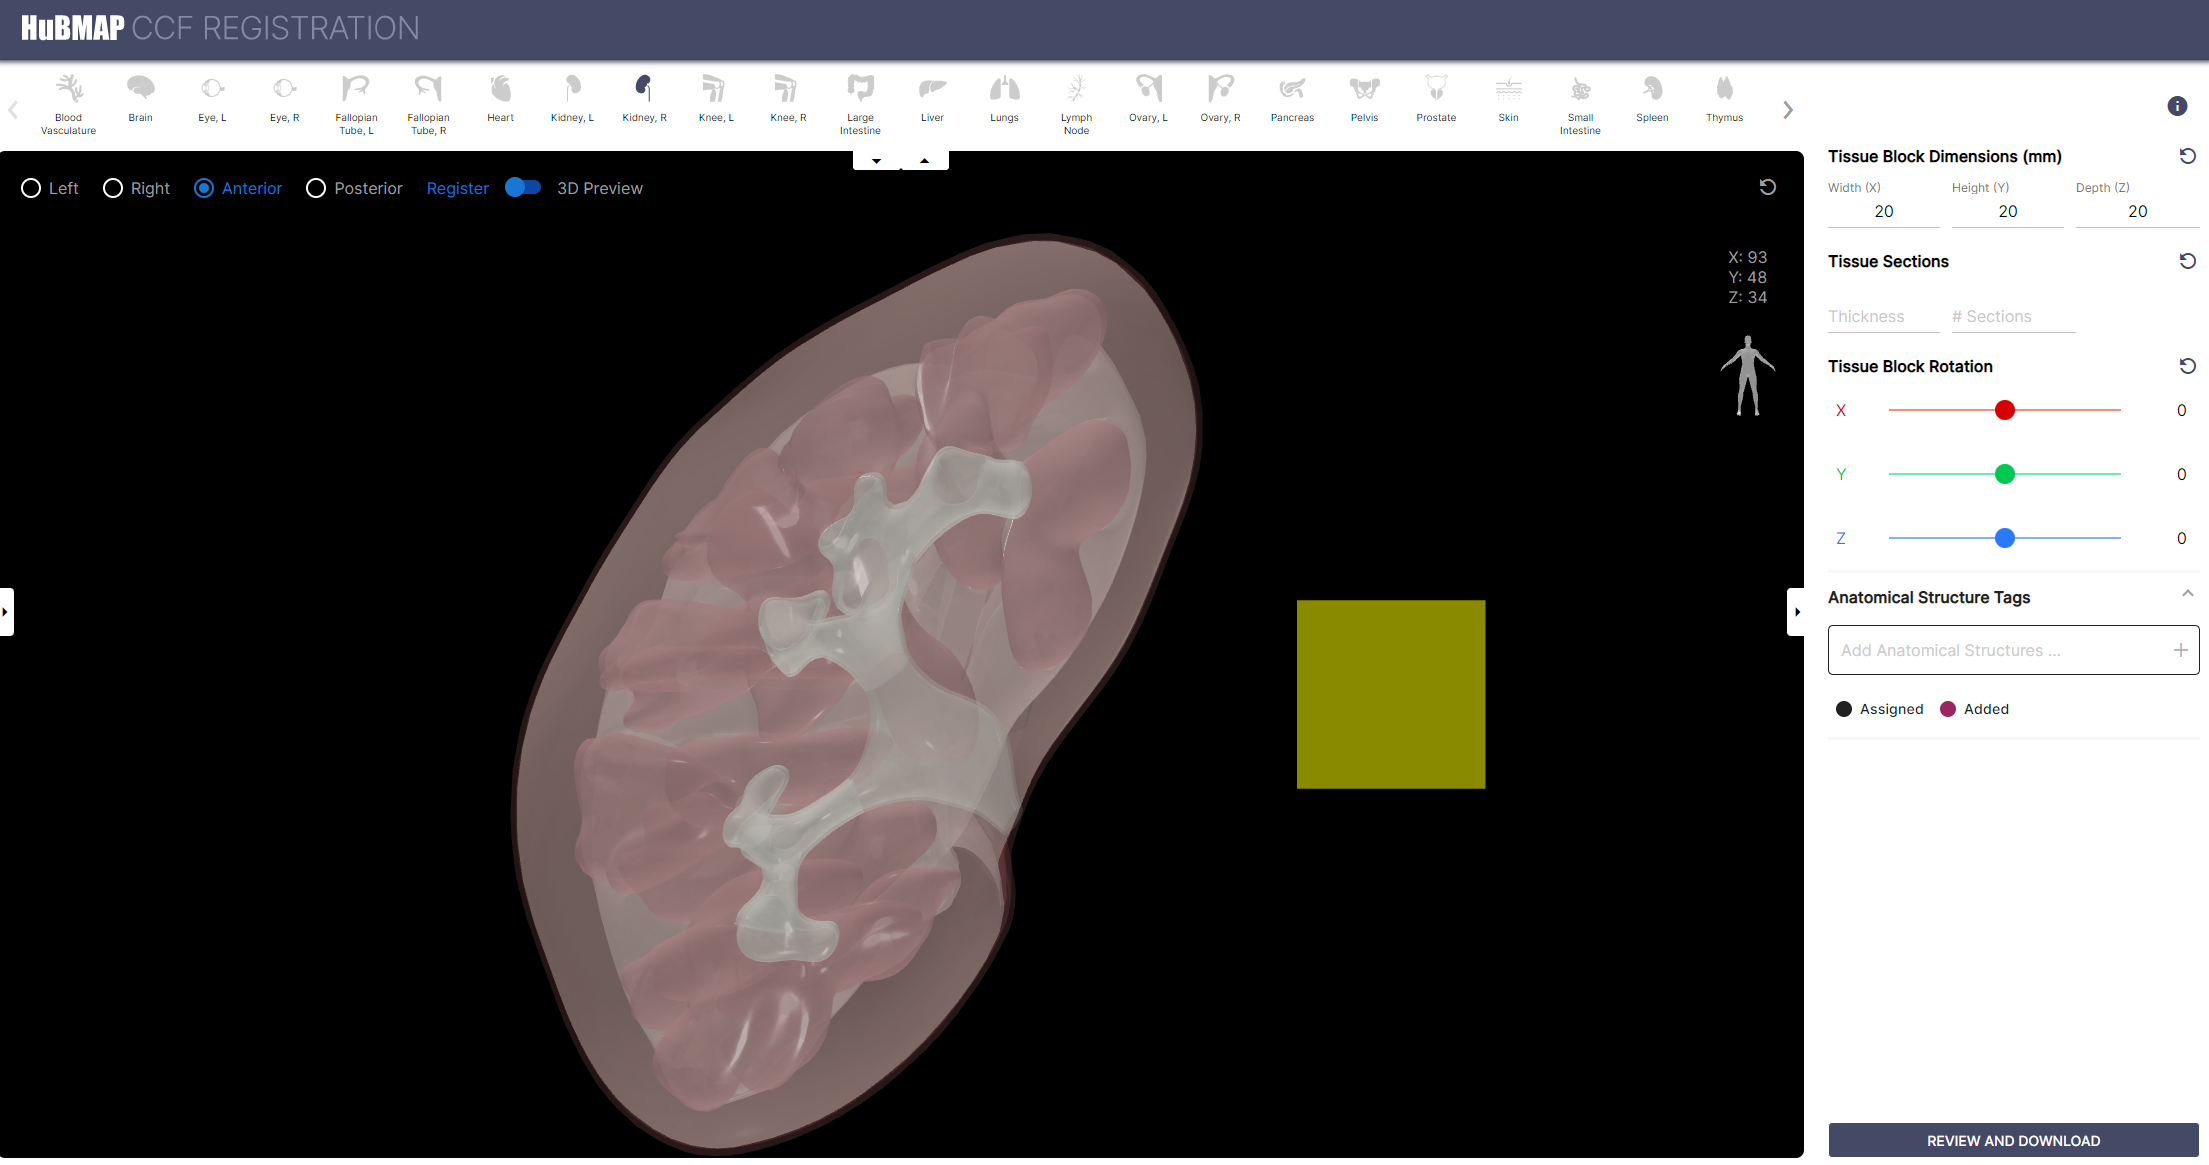 HuBMAP CCF REGISTRATION
Blood Vasculature
Brain
Eye, L
Eye, R
Fallopian Tube, L
Fallopian Tube, R
Heart
Kidney, L
Kidney, R
Knee, L
Knee, R
Large Intestine
Liver
Lungs
Lymph Node
Ovary, L
Ovary, R
Pancreas
Pelvis
Prostate
Skin
Small Intestine
Spleen
Thymus
Left Right Anterior Posterior Register 3D Preview
X: 93
Y: 48
Z: 34
Tissue Block Dimensions (mm)
Width (X) Height (Y) Depth (Z)
20 20 20
Tissue Sections
Thickness # Sections
Tissue Block Rotation
X 0
Y 0
Z 0
Anatomical Structure Tags
Add Anatomical Structures ...
Assigned Added
REVIEW AND DOWNLOAD